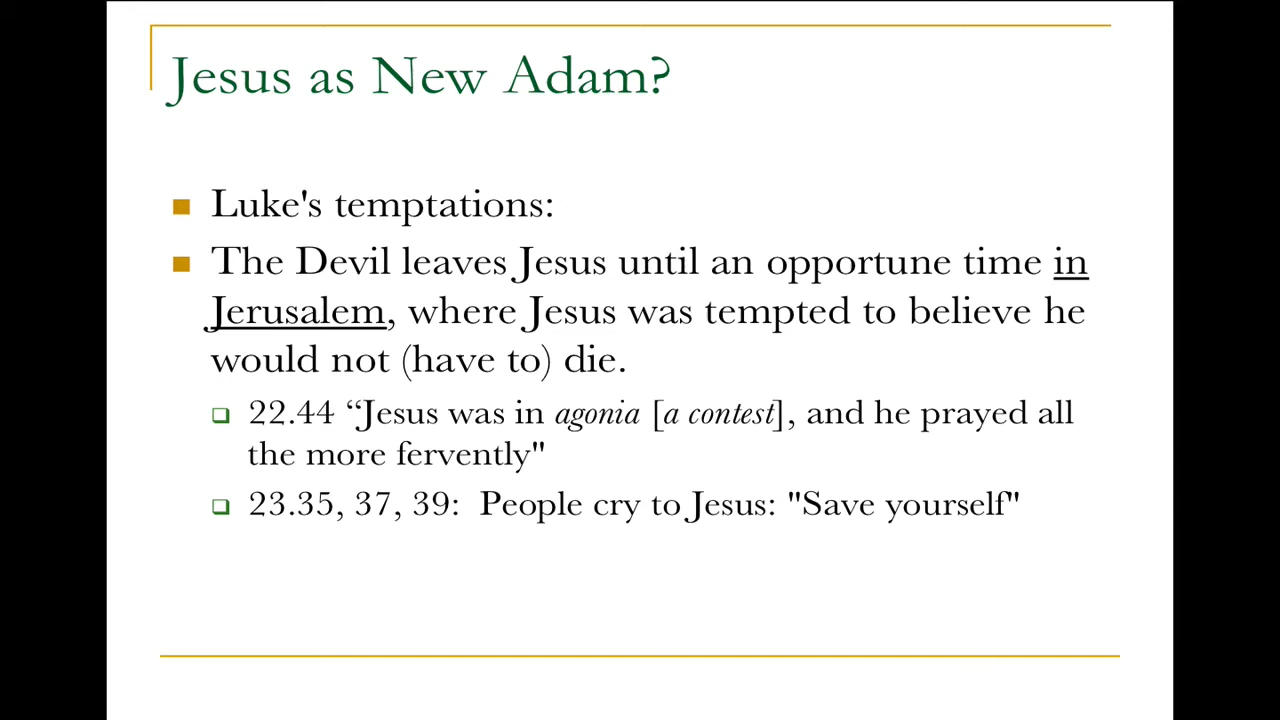 Jesus as New Adam?
Luke's temptations:
The Devil leaves Jesus until an opportune time in
Jerusalem, where Jesus was tempted to believe he
would not (have to) die.
22.44 “Jesus was in agonia [a contest], and he prayed all
the more fervently"
23.35, 37, 39:  People cry to Jesus: "Save yourself"